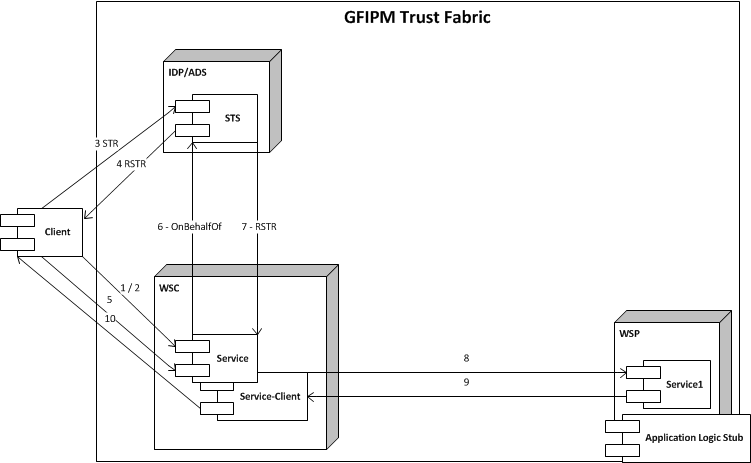 GFIPM Trust Fabric
IDP/ADS
STS
3 STR
4 RSTR
6 - OnBehalfOf
7 - RSTR
Client
1 / 2
5
10
WSC
Service
Service-Client
8
9
WSP
Service1
Application Logic Stub